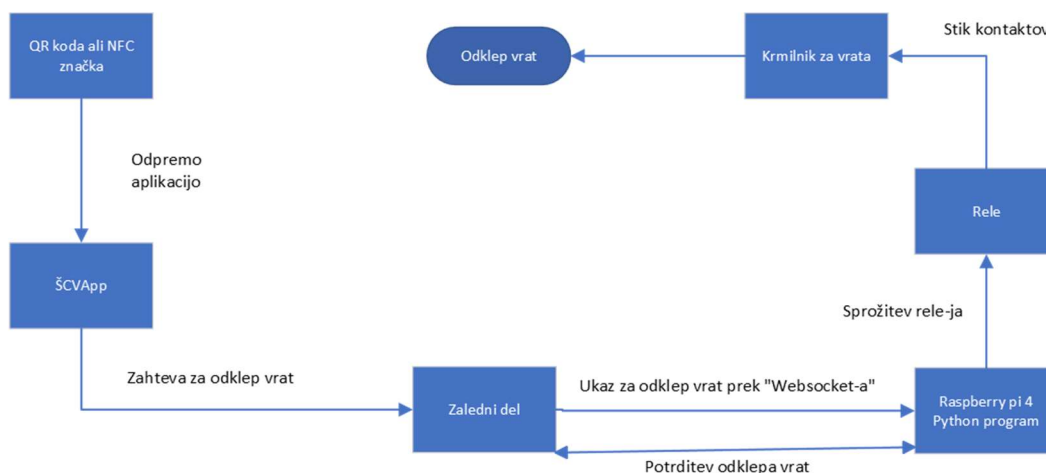 QR koda ali NFC
značka
Odpremo
aplikacijo
ŠCVApp
Zahteva za odklep vrat
Zaledni del
Ukaz za odklep vrat prek "Websocket-a"
Potrditev odklepa vrat
Raspberry pi 4
Python program
Sprožitev rele-ja
Rele
Stik kontaktov
Krmilnik za vrata
Odklep vrat